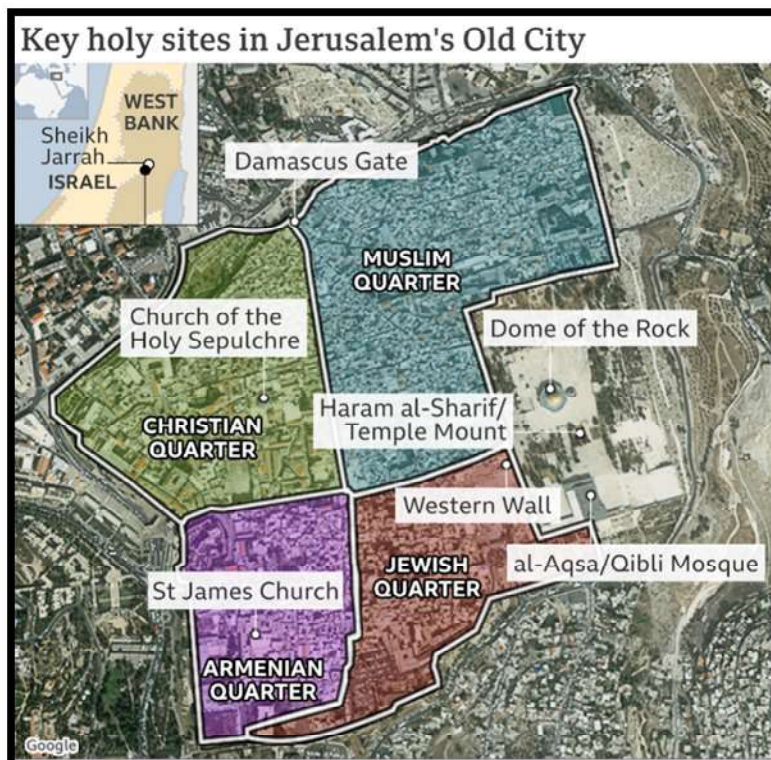 Key holy sites in Jerusalem's Old City
WEST
BANK
Sheikh
Jarrah
ISRAEL
Damascus Gate
MUSLIM
QUARTER
Church of the
Holy Sepulchre
Dome of the Rock
Haram al-Sharif/
Temple Mount
CHRISTIAN
QUARTER
Western Wall
JEWISH
QUARTER
al-Aqsa/Qibli Mosque
St James Church
ARMENIAN
QUARTER
Google